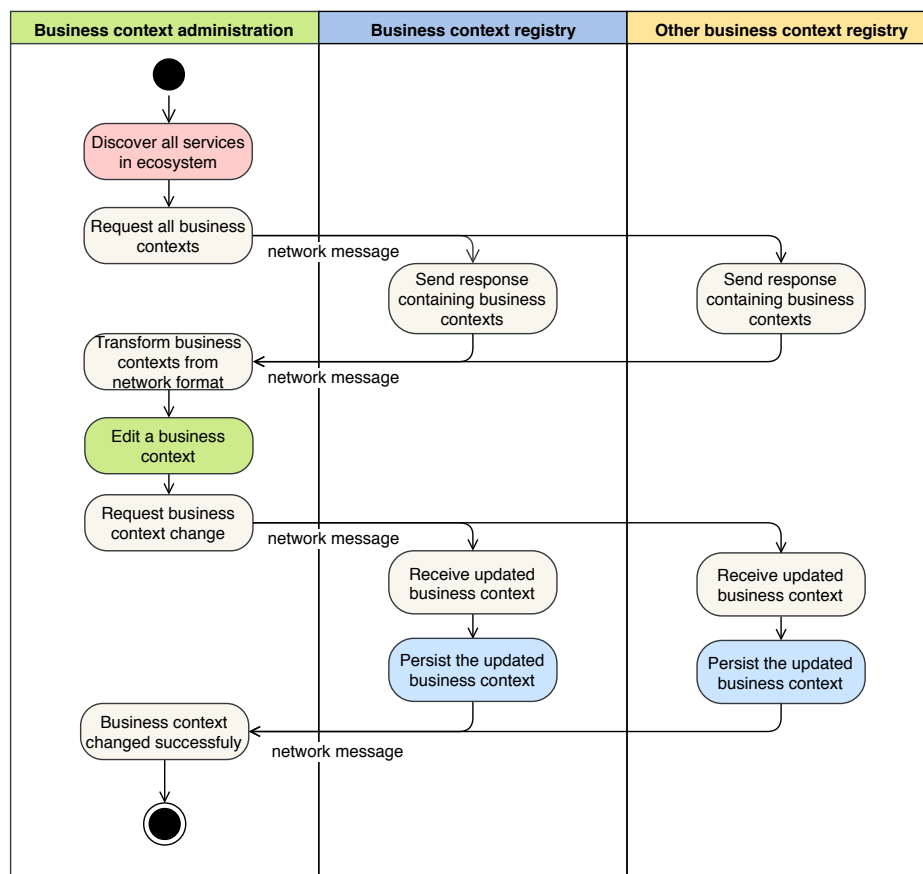 Business context administration
Business context registry
Other business context registry
Discover all services
in ecosystem
Request all business
contexts
network message
Send response
containing business
contexts
Send response
containing business
contexts
Transform business
contexts from
network format
network message
Edit a business
context
Request business
context change
network message
Receive updated
business context
Receive updated
business context
Persist the updated
business context
Persist the updated
business context
Business context
changed successfuly
network message